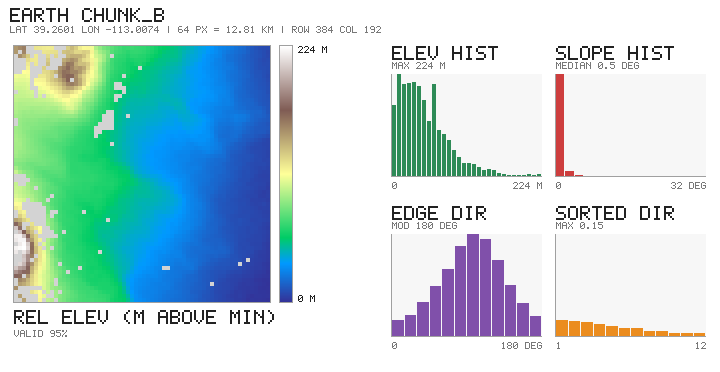 EARTH CHUNK_B
LAT 39.2601 LON -113.0074 | 64 PX = 12.81 KM | ROW 384 COL 192
224 M
0 M
REL ELEV (M ABOVE MIN)
VALID 95%
ELEV HIST
MAX 224 M
0 224 M
SLOPE HIST
MEDIAN 0.5 DEG
0 32 DEG
EDGE DIR
MOD 180 DEG
0 180 DEG
SORTED DIR
MAX 0.15
1 12